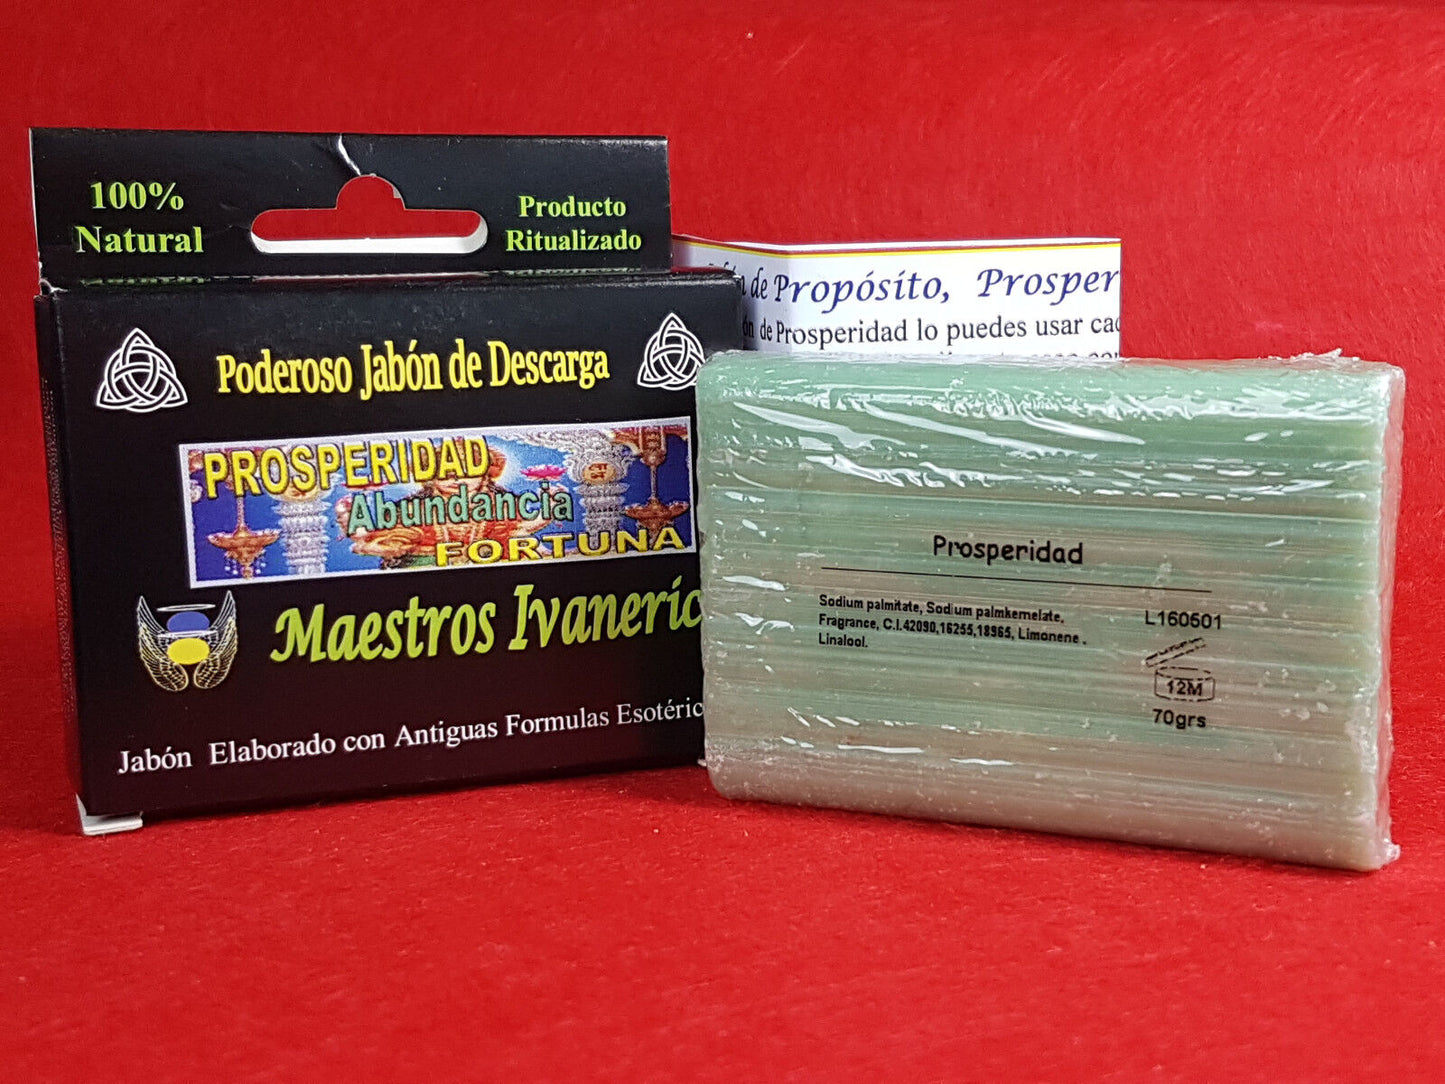 100%
Natural
Producto
Ritualizado
Poderoso Jabón de Descarga
PROSPERIDAD
Abundancia
FORTUNA
Maestros Ivaneric
Jabón Elaborado con Antiguas Formulas Esotéric
de Propósito, Prosper
de Prosperidad lo puedes usar cad
Prosperidad
Sodium palmitate, Sodium palmkernelate,
Fragrance, C.I.42090,16255,18965, Limonene .
Linalool.
L160501
12M
70grs